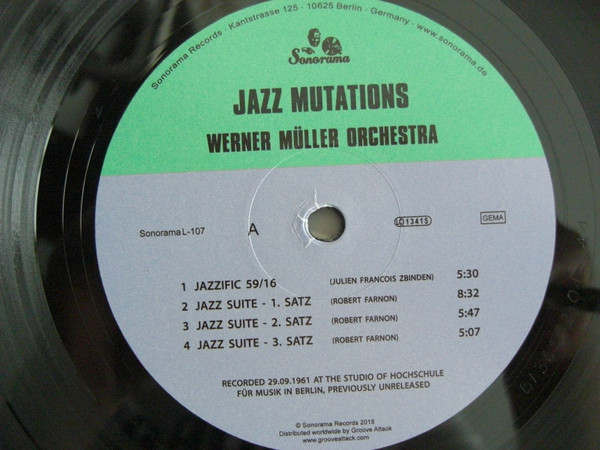 Sonorama Records · Kantstrasse 125 · 10625 Berlin · Germany · www.sonorama.de
Sonorama
JAZZ MUTATIONS
WERNER MÜLLER ORCHESTRA
Sonorama L-107
A
LC 13415
GEMA
1 JAZZIFIC 59/16 (JULIEN FRANCOIS ZBINDEN) 5:30
2 JAZZ SUITE - 1. SATZ (ROBERT FARNON) 8:32
3 JAZZ SUITE - 2. SATZ (ROBERT FARNON) 5:47
4 JAZZ SUITE - 3. SATZ (ROBERT FARNON) 5:07
RECORDED 29.09.1961 AT THE STUDIO OF HOCHSCHULE
FÜR MUSIK IN BERLIN, PREVIOUSLY UNRELEASED
© Sonorama Records 2018
Distributed worldwide by Groove Attack
www.grooveattack.com